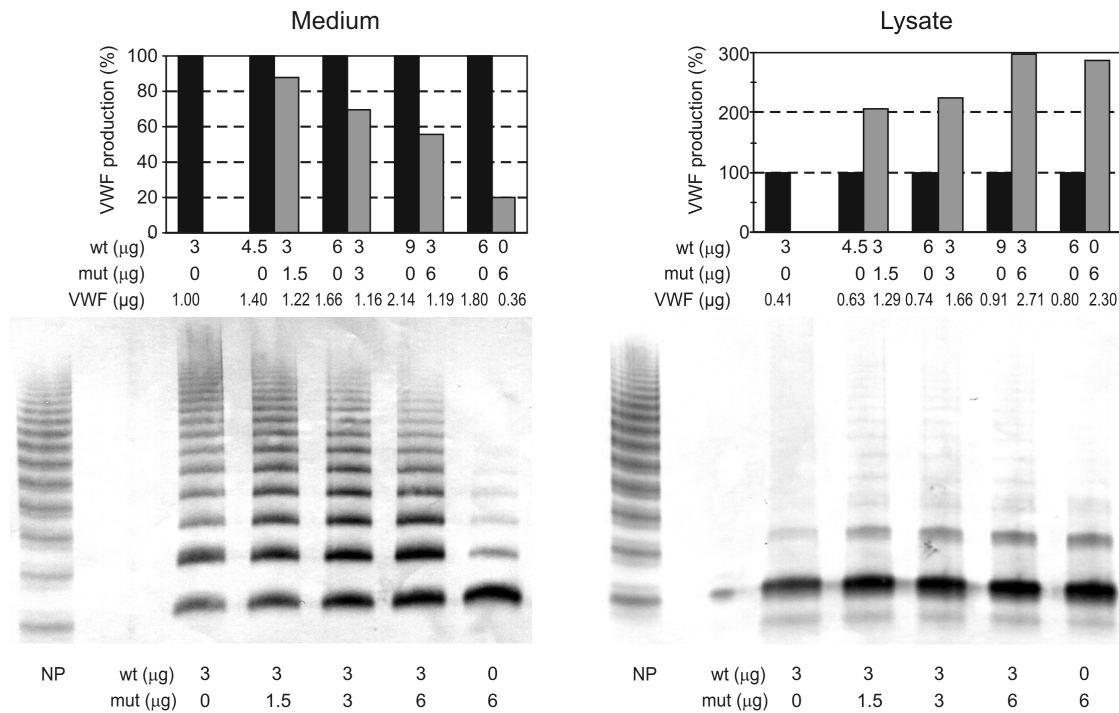 Medium
VWF production (%)
100
80
60
40
20
0
wt (μg) 3 4.5 3 6 3 9 3 6 0
mut (μg) 0 0 1.5 0 3 0 6 0 6
VWF (μg) 1.00 1.40 1.22 1.66 1.16 2.14 1.19 1.80 0.36
NP wt (μg) 3 3 3 3 0
mut (μg) 0 1.5 3 6 6
Lysate
VWF production (%)
300
200
100
0
wt (μg) 3 4.5 3 6 3 9 3 6 0
mut (μg) 0 0 1.5 0 3 0 6 0 6
VWF (μg) 0.41 0.63 1.29 0.74 1.66 0.91 2.71 0.80 2.30
NP wt (μg) 3 3 3 3 0
mut (μg) 0 1.5 3 6 6